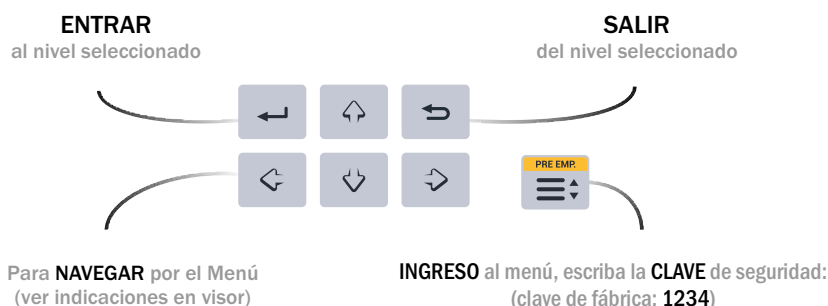 ENTRAR
al nivel seleccionado
SALIR
del nivel seleccionado
PRE EMP.
Para NAVEGAR por el Menú
(ver indicaciones en visor)
INGRESO al menú, escriba la CLAVE de seguridad:
(clave de fábrica: 1234)